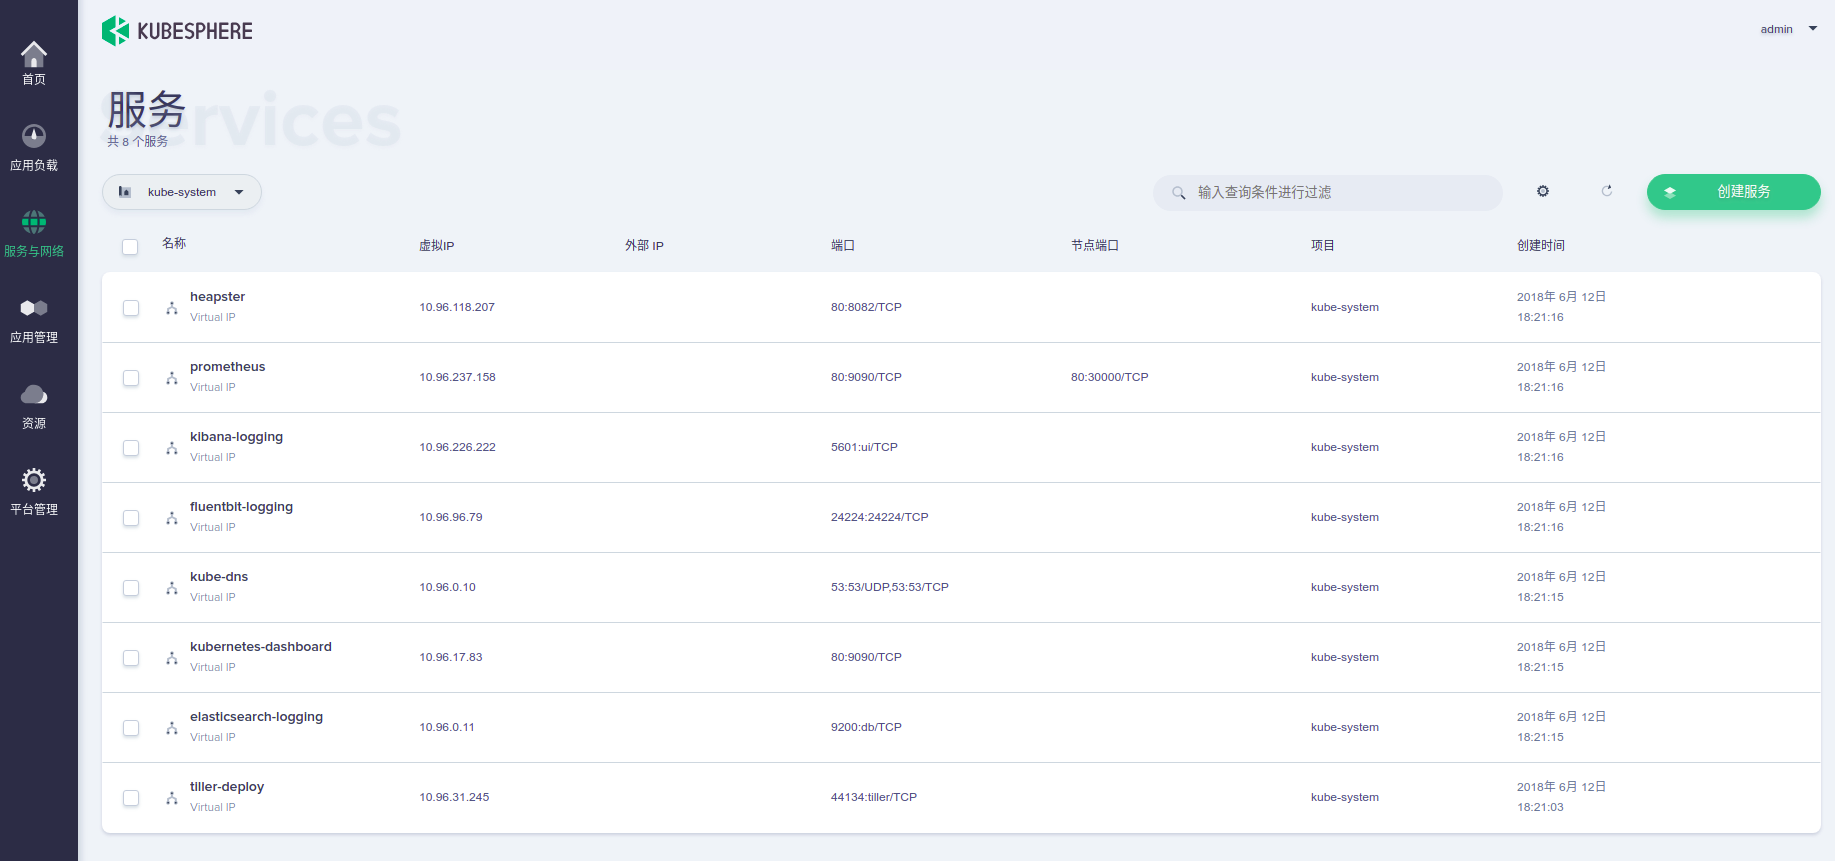 KUBESPHERE
admin
首页
应用负载
服务与网络
应用管理
资源
平台管理
Services
服务
共 8 个服务
kube-system
输入查询条件进行过滤
创建服务
名称 虚拟IP 外部 IP 端口 节点端口 项目 创建时间
heapster
Virtual IP
10.96.118.207 80:8082/TCP kube-system
2018年 6月 12日
18:21:16
prometheus
Virtual IP
10.96.237.158 80:9090/TCP 80:30000/TCP kube-system
2018年 6月 12日
18:21:16
kibana-logging
Virtual IP
10.96.226.222 5601:ui/TCP kube-system
2018年 6月 12日
18:21:16
fluentbit-logging
Virtual IP
10.96.96.79 24224:24224/TCP kube-system
2018年 6月 12日
18:21:16
kube-dns
Virtual IP
10.96.0.10 53:53/UDP,53:53/TCP kube-system
2018年 6月 12日
18:21:15
kubernetes-dashboard
Virtual IP
10.96.17.83 80:9090/TCP kube-system
2018年 6月 12日
18:21:15
elasticsearch-logging
Virtual IP
10.96.0.11 9200:db/TCP kube-system
2018年 6月 12日
18:21:15
tiller-deploy
Virtual IP
10.96.31.245 44134:tiller/TCP kube-system
2018年 6月 12日
18:21:03